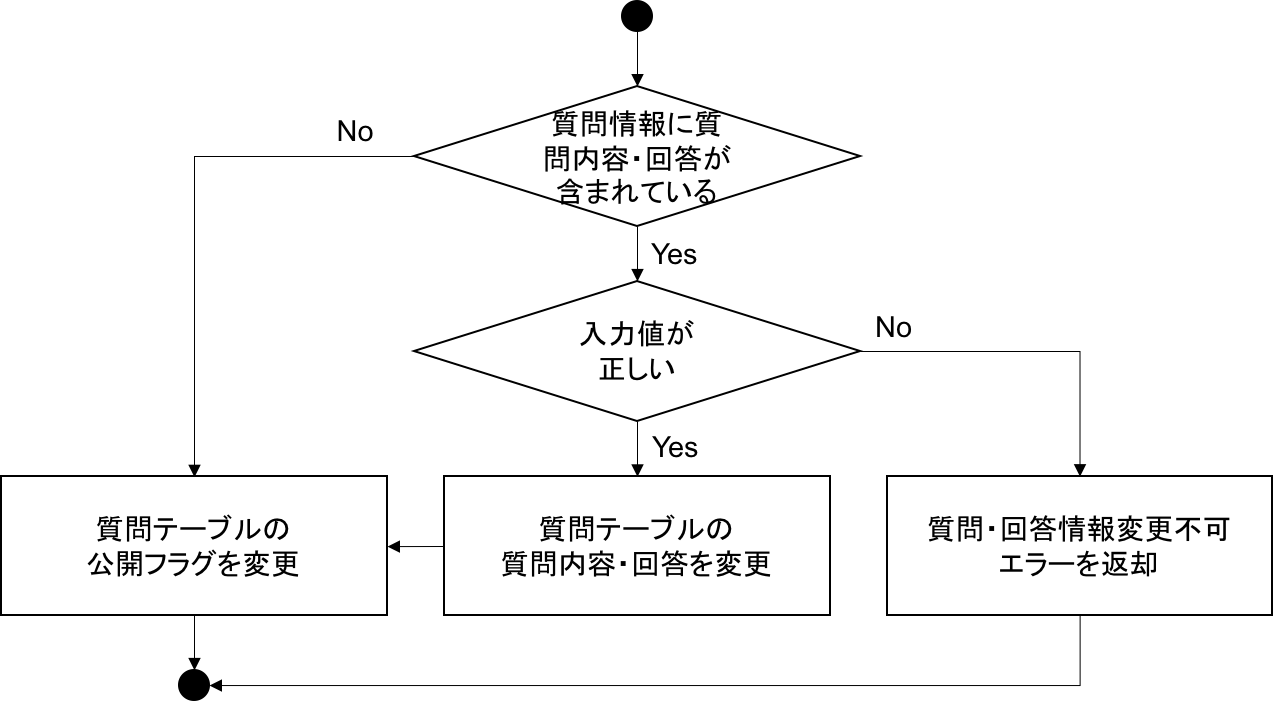 No
質問情報に質
問内容・回答が
含まれている
Yes
入力値が
正しい
No
Yes
質問テーブルの
公開フラグを変更
質問テーブルの
質問内容・回答を変更
質問・回答情報変更不可
エラーを返却